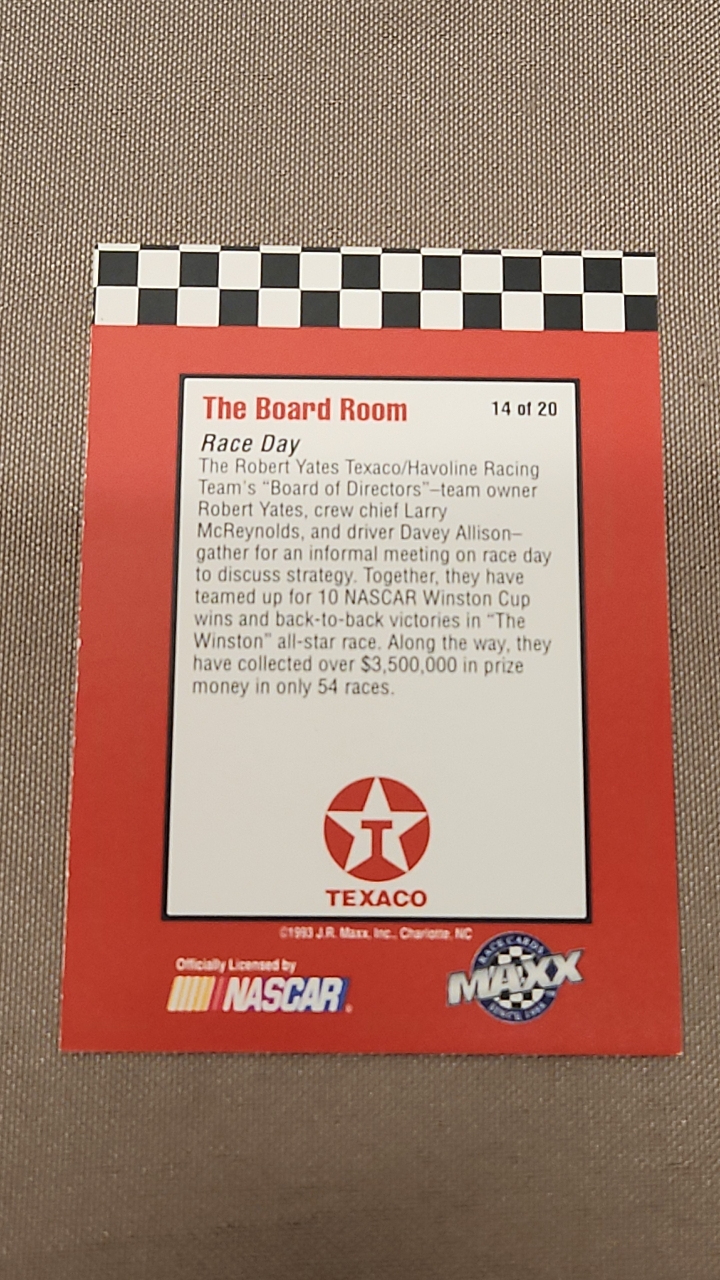 The Board Room 14 of 20
Race Day
The Robert Yates Texaco/Havoline Racing
Team's "Board of Directors"–team owner
Robert Yates, crew chief Larry
McReynolds, and driver Davey Allison–
gather for an informal meeting on race day
to discuss strategy. Together, they have
teamed up for 10 NASCAR Winston Cup
wins and back-to-back victories in "The
Winston" all-star race. Along the way, they
have collected over $3,500,000 in prize
money in only 54 races.
T
TEXACO
©1993 J.R. Maxx, Inc., Charlotte, NC
Officially Licensed by
NASCAR®
RACE CARDS
MAXX
SINCE 1988